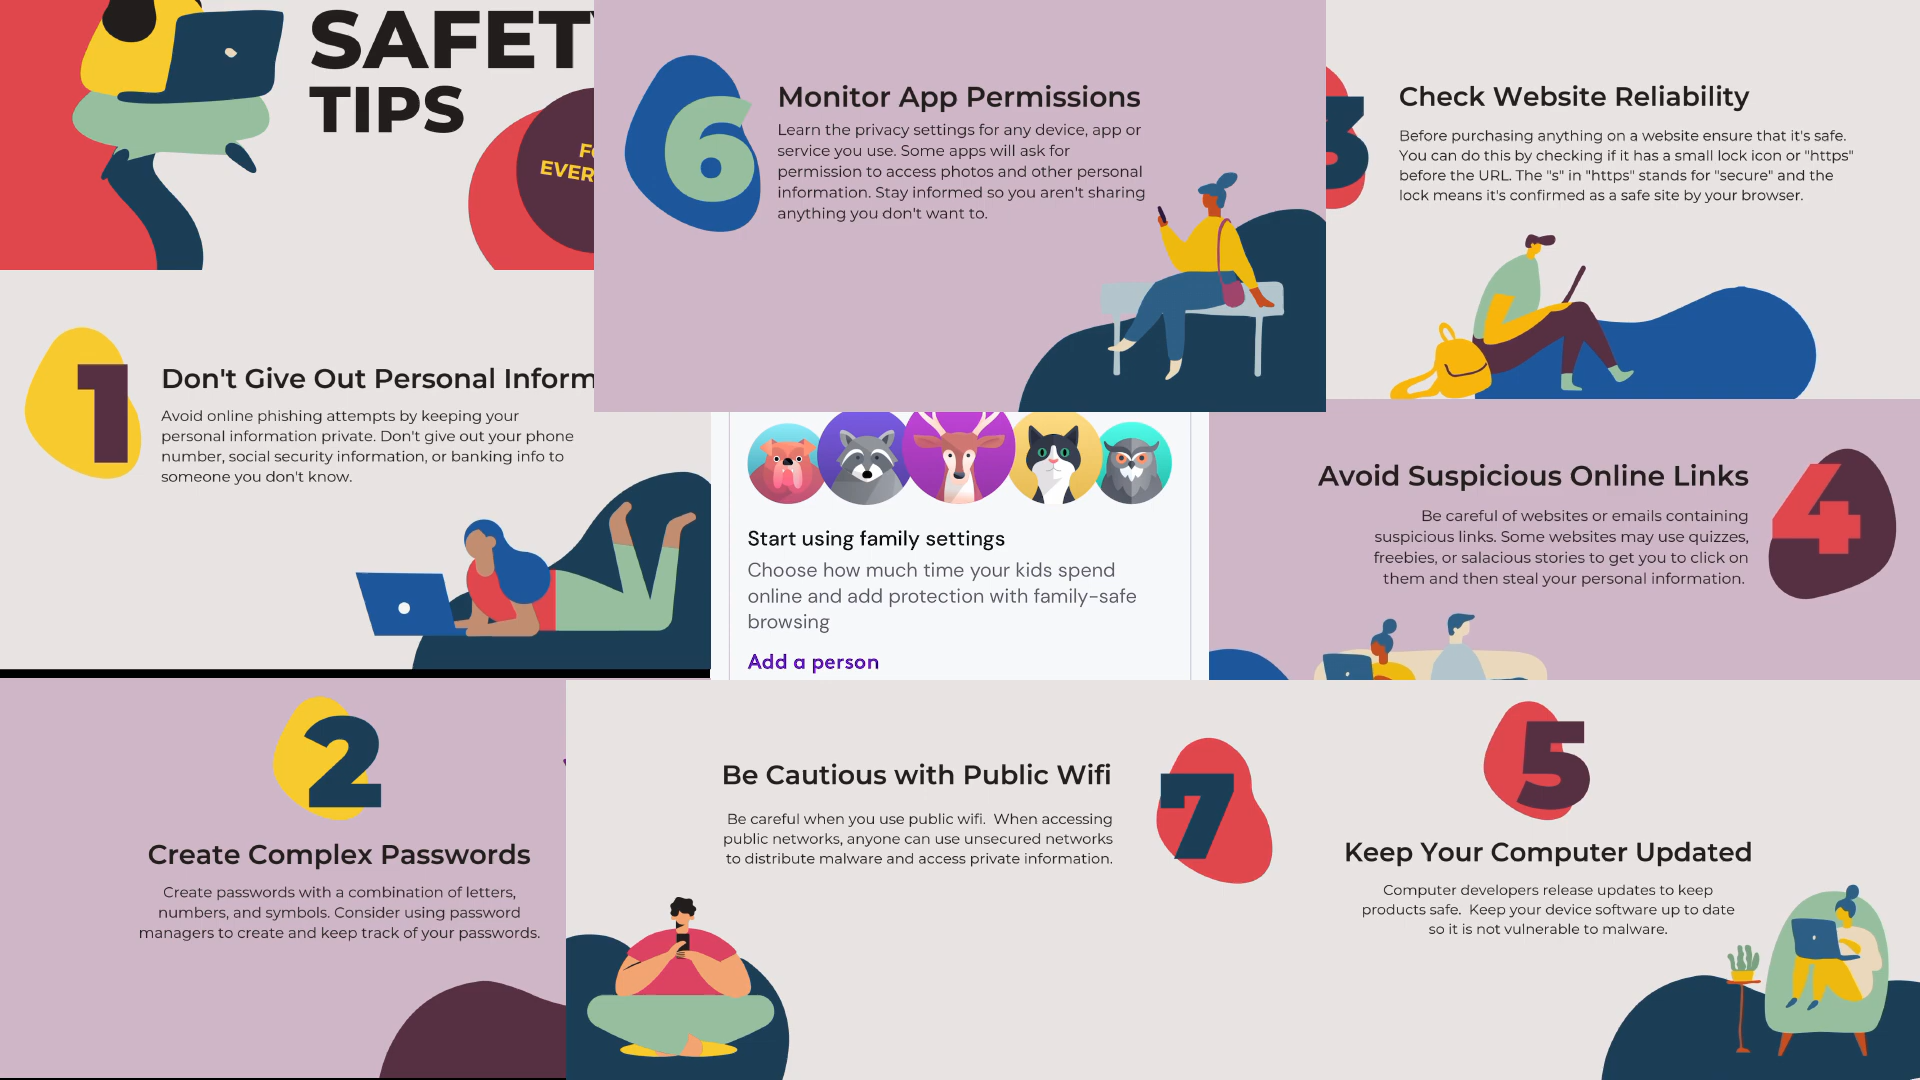 SAFETY
TIPS
1
Don't Give Out Personal Inform
Avoid online phishing attempts by keeping your
personal information private. Don't give out your phone
number, social security information, or banking info to
someone you don't know.
2
Create Complex Passwords
Create passwords with a combination of letters,
numbers, and symbols. Consider using password
managers to create and keep track of your passwords.
3
Check Website Reliability
Before purchasing anything on a website ensure that it's safe.
You can do this by checking if it has a small lock icon or "https"
before the URL. The "s" in "https" stands for "secure" and the
lock means it's confirmed as a safe site by your browser.
4
Avoid Suspicious Online Links
Be careful of websites or emails containing
suspicious links. Some websites may use quizzes,
freebies, or salacious stories to get you to click on
them and then steal your personal information.
5
Keep Your Computer Updated
Computer developers release updates to keep
products safe. Keep your device software up to date
so it is not vulnerable to malware.
6
Monitor App Permissions
Learn the privacy settings for any device, app or
service you use. Some apps will ask for
permission to access photos and other personal
information. Stay informed so you aren't sharing
anything you don't want to.
7
Be Cautious with Public Wifi
Be careful when you use public wifi. When accessing
public networks, anyone can use unsecured networks
to distribute malware and access private information.
Start using family settings
Choose how much time your kids spend
online and add protection with family-safe
browsing
Add a person